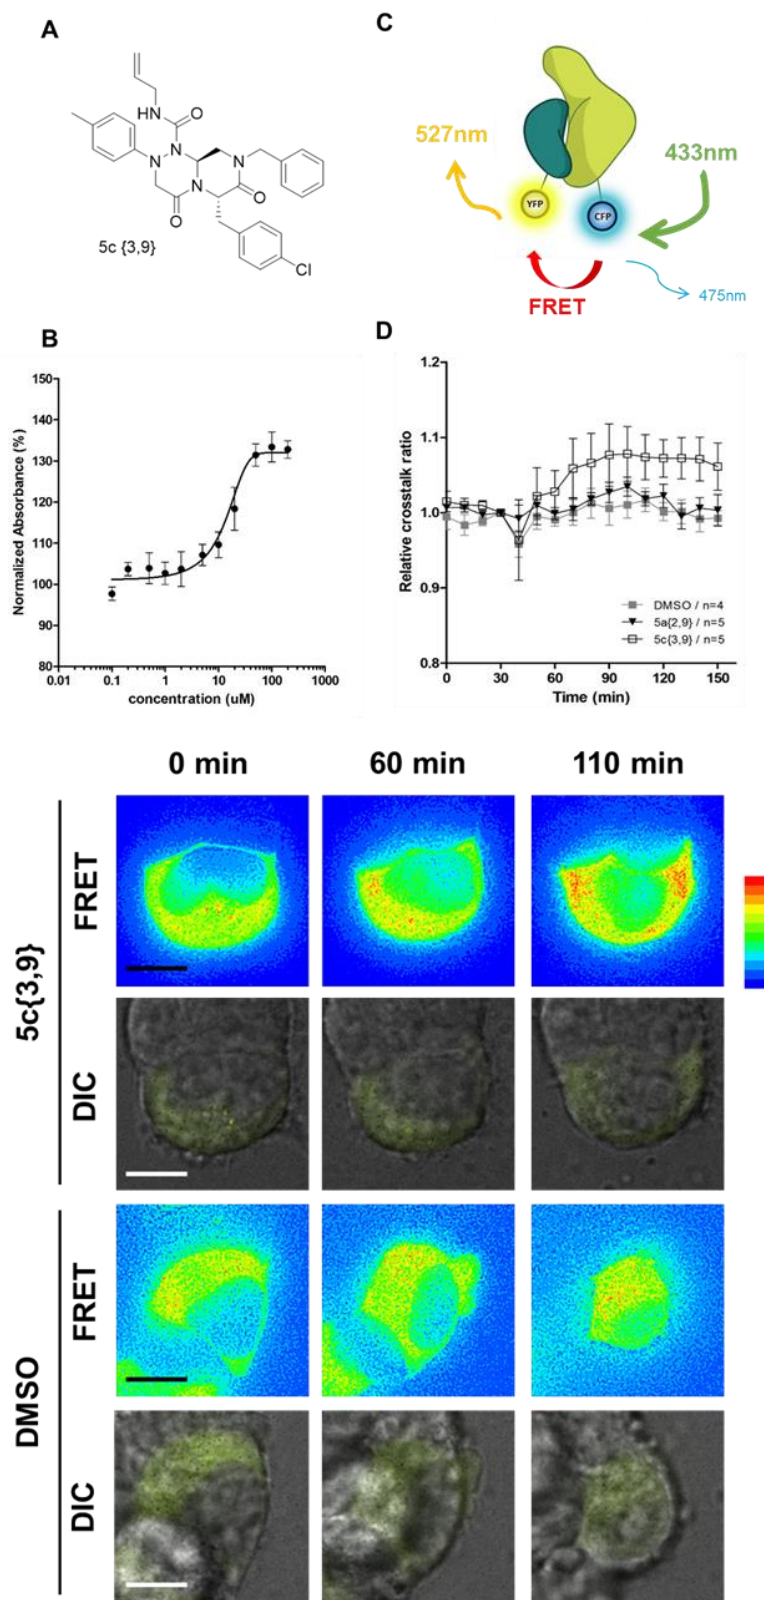 A
HN
O
N
N
N
N
O
O
Cl
5c {3,9}
C
527nm
433nm
YFP
CFP
FRET
475nm
B
Normalized Absorbance (%)
150
140
130
120
110
100
90
80
0.01
0.1
1
10
100
1000
concentration (uM)
D
Relative crosstalk ratio
1.2
1.1
1.0
0.9
0.8
DMSO / n=4
5a{2,9} / n=5
5c{3,9} / n=5
0
30
60
90
120
150
Time (min)
0 min
60 min
110 min
5c{3,9}
FRET
DIC
DMSO
FRET
DIC